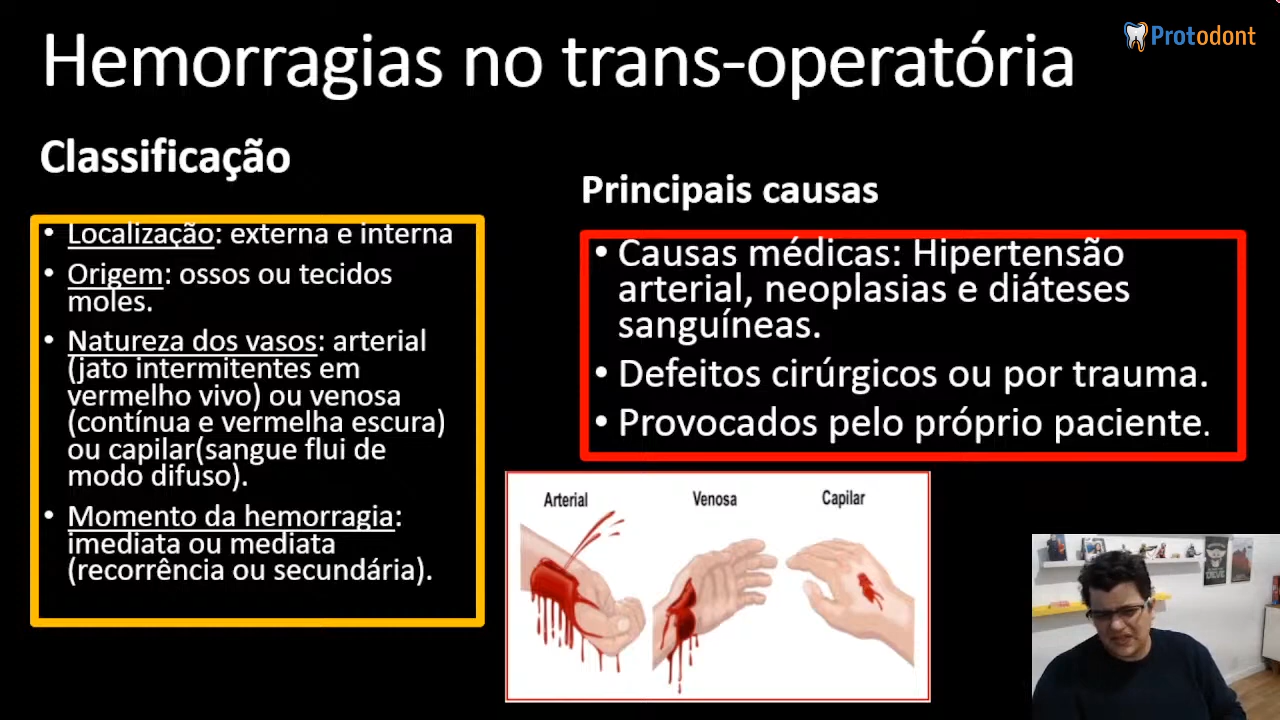 Hemorragias no trans-operatória
Protodont
Classificação
• Localização: externa e interna
• Origem: ossos ou tecidos
moles.
• Natureza dos vasos: arterial
(jato intermitentes em
vermelho vivo) ou venosa
(contínua e vermelha escura)
ou capilar(sangue flui de
modo difuso).
• Momento da hemorragia:
imediata ou mediata
(recorrência ou secundária).
Principais causas
• Causas médicas: Hipertensão
arterial, neoplasias e diáteses
sanguíneas.
• Defeitos cirúrgicos ou por trauma.
• Provocados pelo próprio paciente.
Arterial
Venosa
Capilar